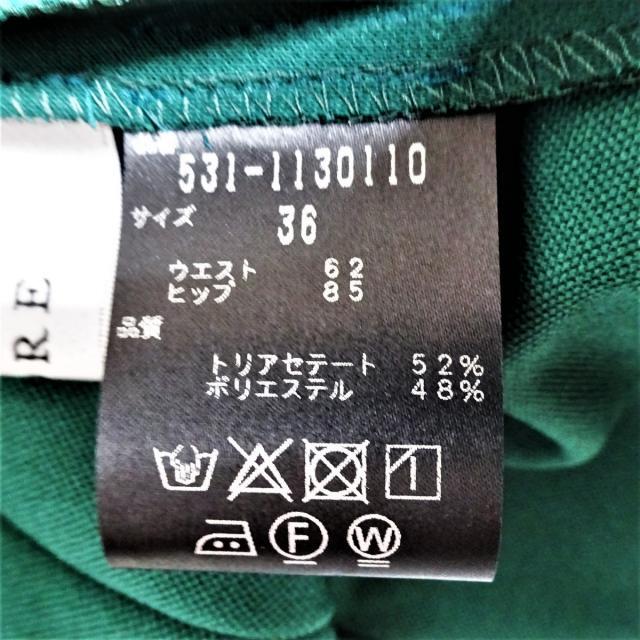 531-1130110
サイズ 36
ウエスト 62
ヒップ 85
品質
トリアセテート 52%
ポリエステル 48%
F W
RE